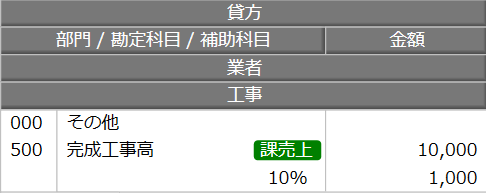 貸方
部門 / 勘定科目 / 補助科目 金額
業者
工事
000 その他
500 完成工事高 課売上 10,000
10% 1,000